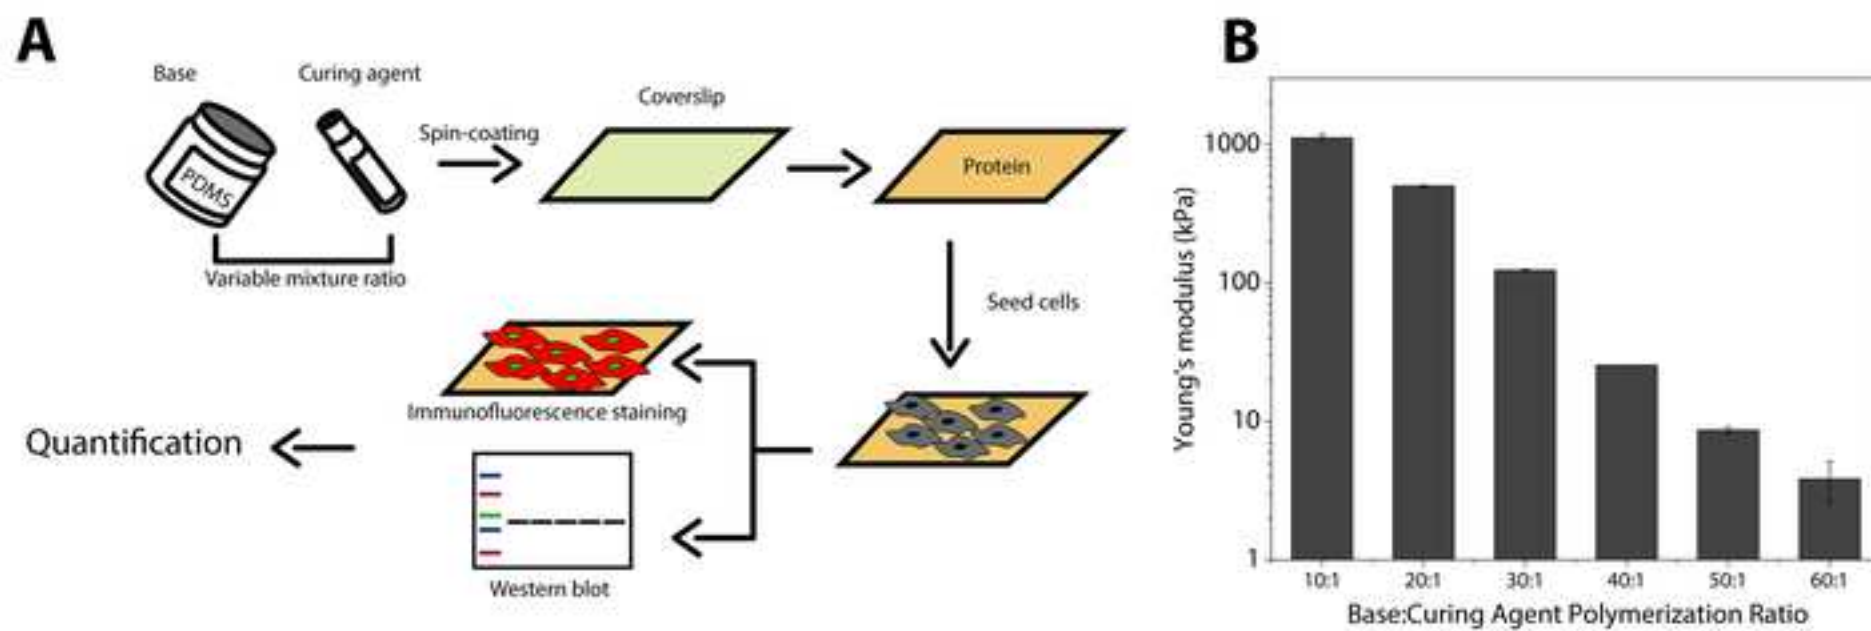 A
Base
Curing agent
PDMS
Variable mixture ratio
Spin-coating
Coverslip
Protein
Seed cells
Immunofluorescence staining
Western blot
Quantification
B
Young's modulus (kPa)
1000
100
10
1
10:1 20:1 30:1 40:1 50:1 60:1
Base:Curing Agent Polymerization Ratio